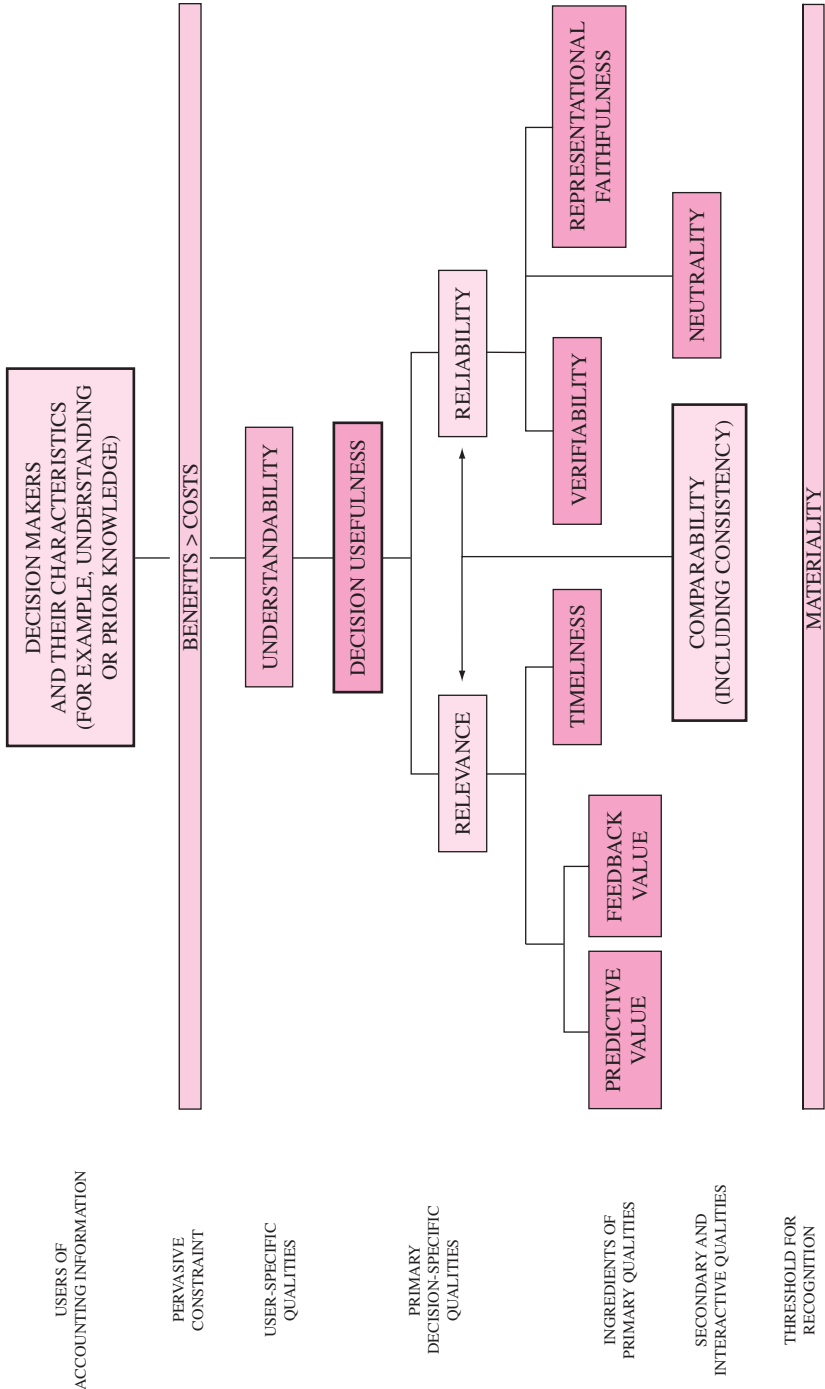 USERS OF
ACCOUNTING INFORMATION
DECISION MAKERS
AND THEIR CHARACTERISTICS
(FOR EXAMPLE, UNDERSTANDING
OR PRIOR KNOWLEDGE)
PERVASIVE
CONSTRAINT
BENEFITS > COSTS
USER-SPECIFIC
QUALITIES
UNDERSTANDABILITY
DECISION USEFULNESS
PRIMARY
DECISION-SPECIFIC
QUALITIES
RELEVANCE
RELIABILITY
INGREDIENTS OF
PRIMARY QUALITIES
PREDICTIVE
VALUE
FEEDBACK
VALUE
TIMELINESS
VERIFIABILITY
REPRESENTATIONAL
FAITHFULNESS
SECONDARY AND
INTERACTIVE QUALITIES
COMPARABILITY
(INCLUDING CONSISTENCY)
NEUTRALITY
THRESHOLD FOR
RECOGNITION
MATERIALITY